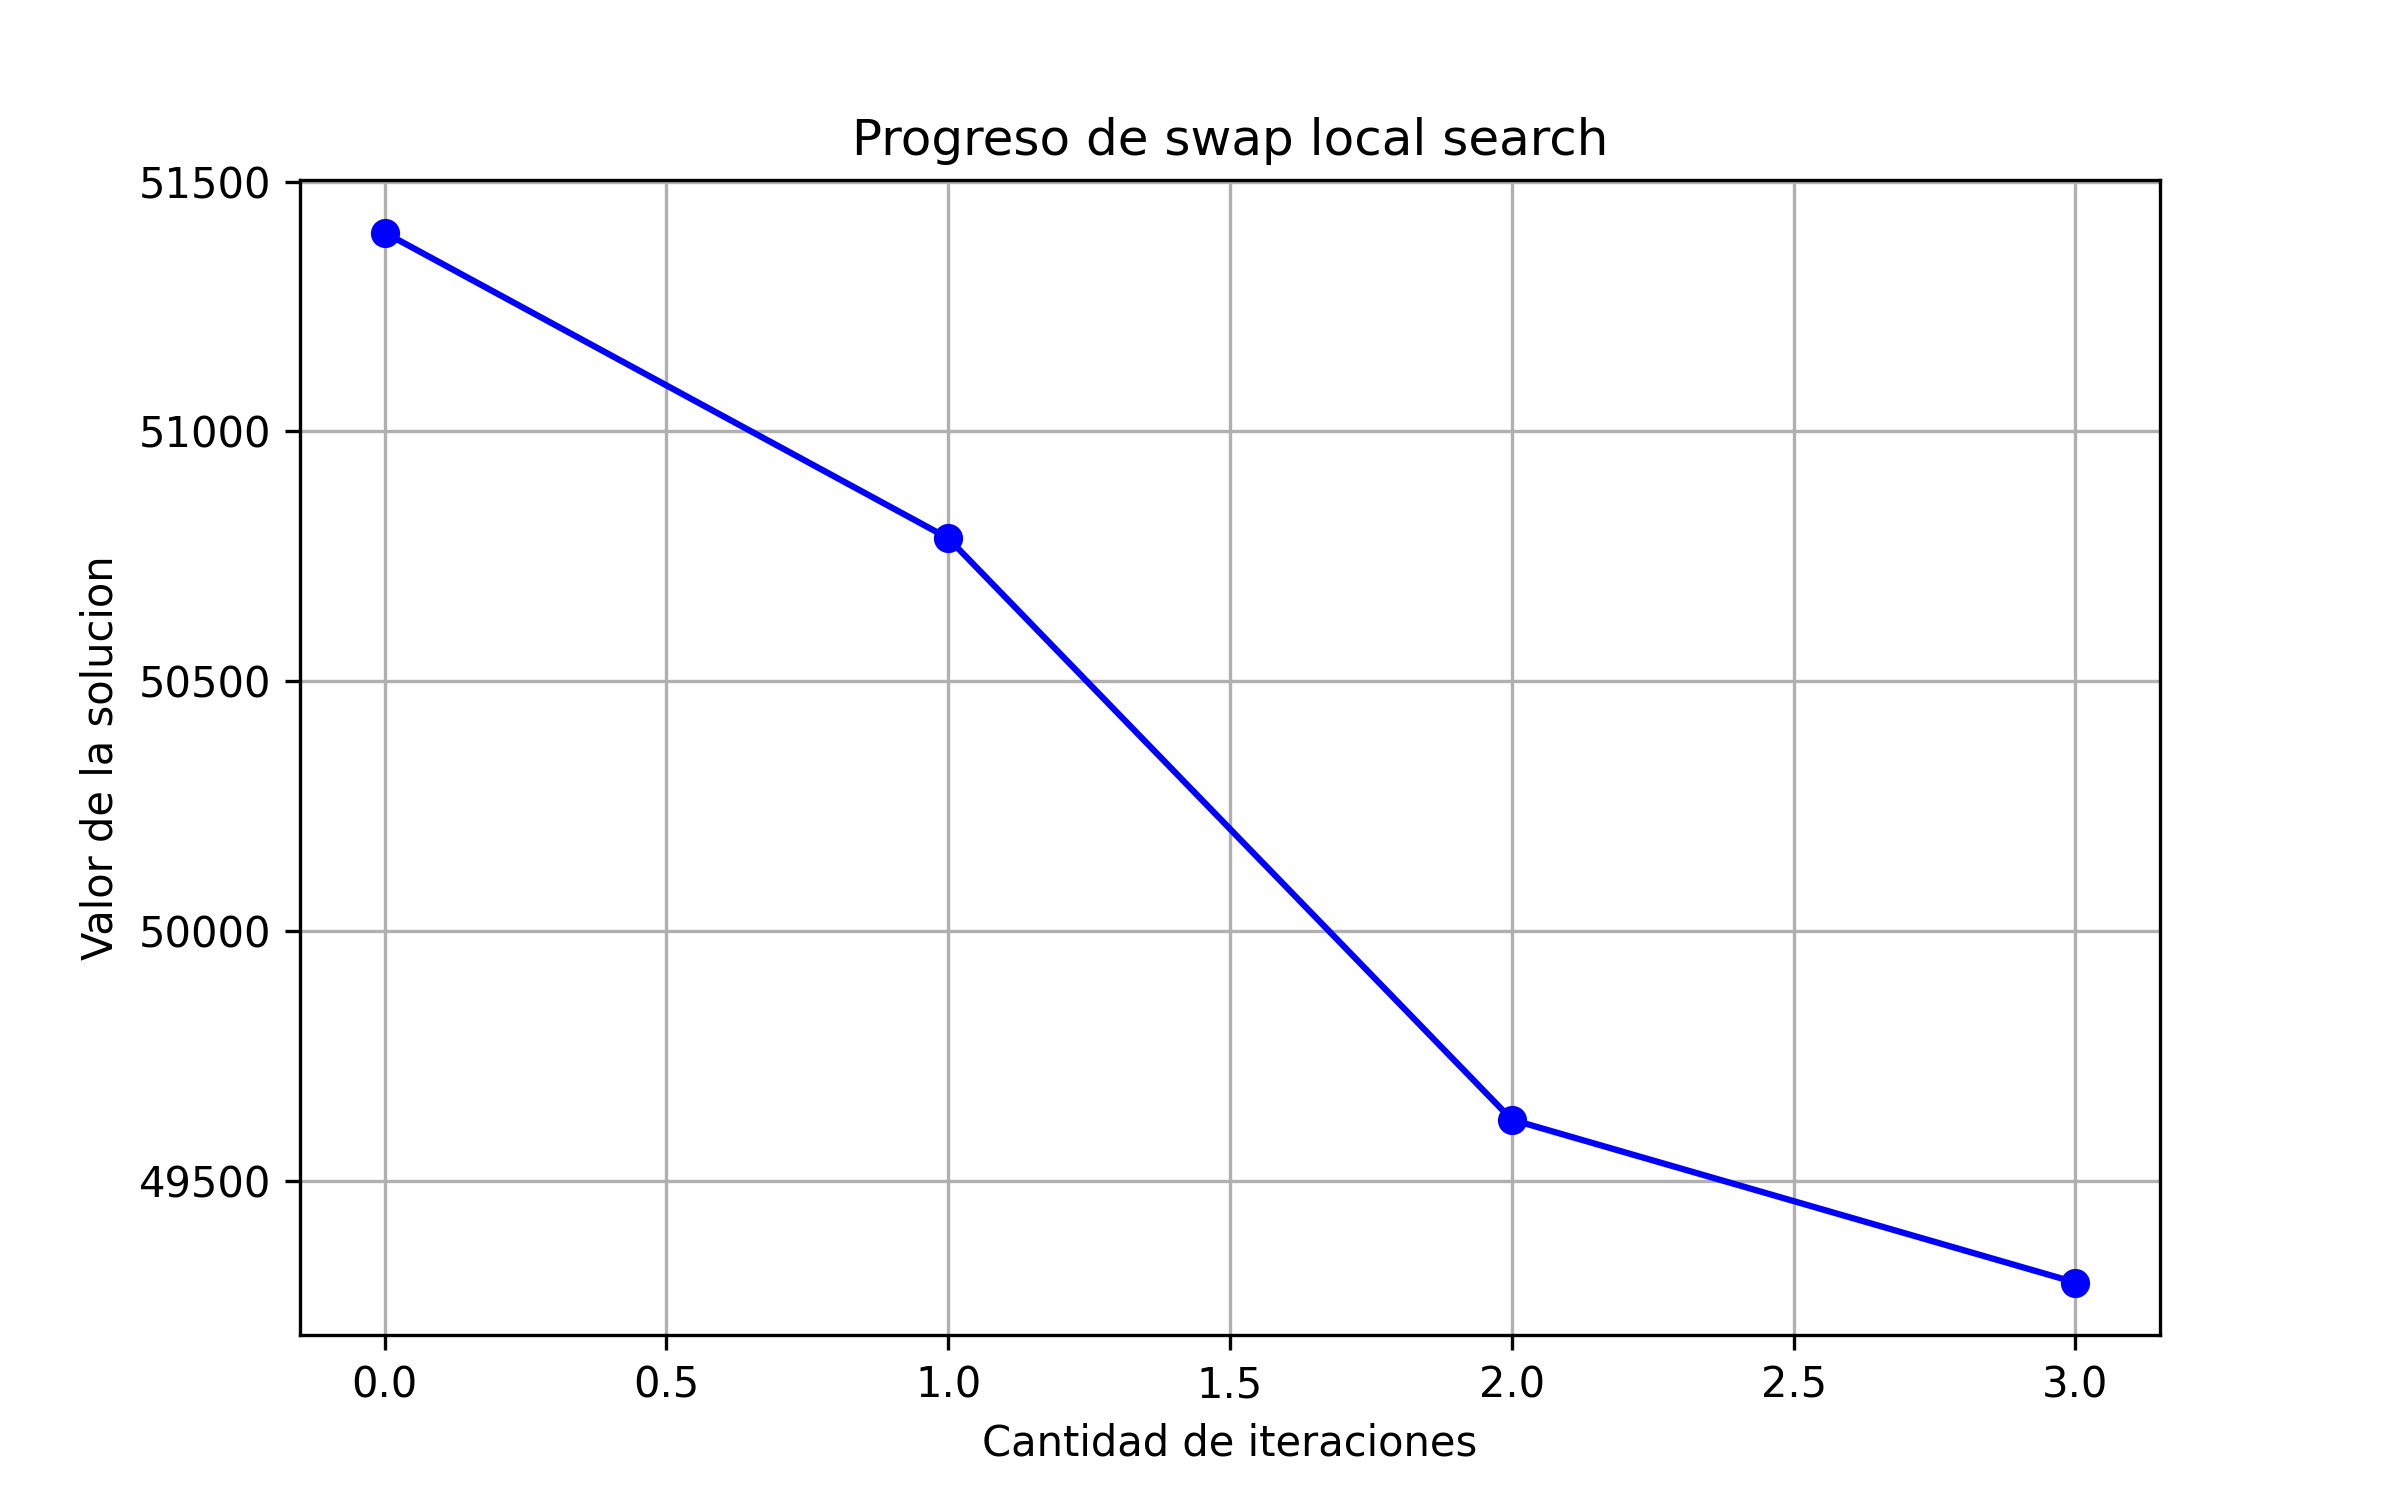 Progreso de swap local search
51500
51000
50500
50000
49500
Valor de la solucion
0.0 0.5 1.0 1.5 2.0 2.5 3.0
Cantidad de iteraciones